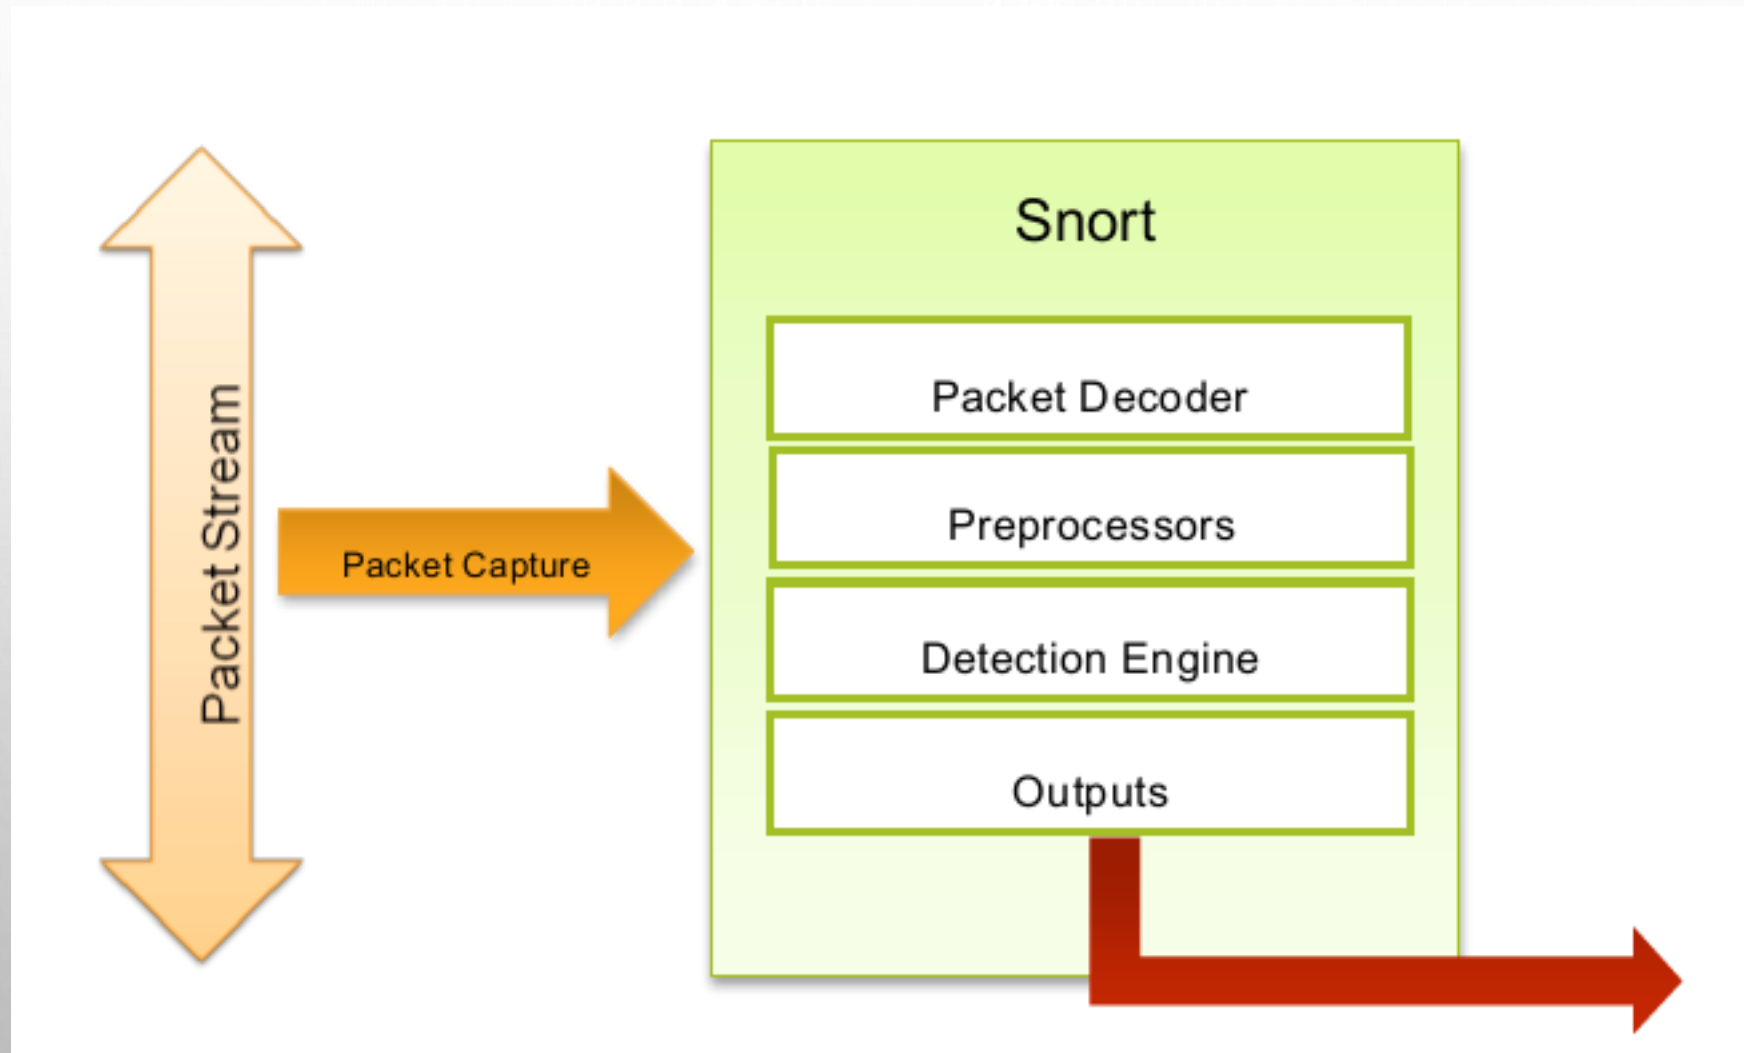 Packet Stream
Packet Capture
Snort
Packet Decoder
Preprocessors
Detection Engine
Outputs